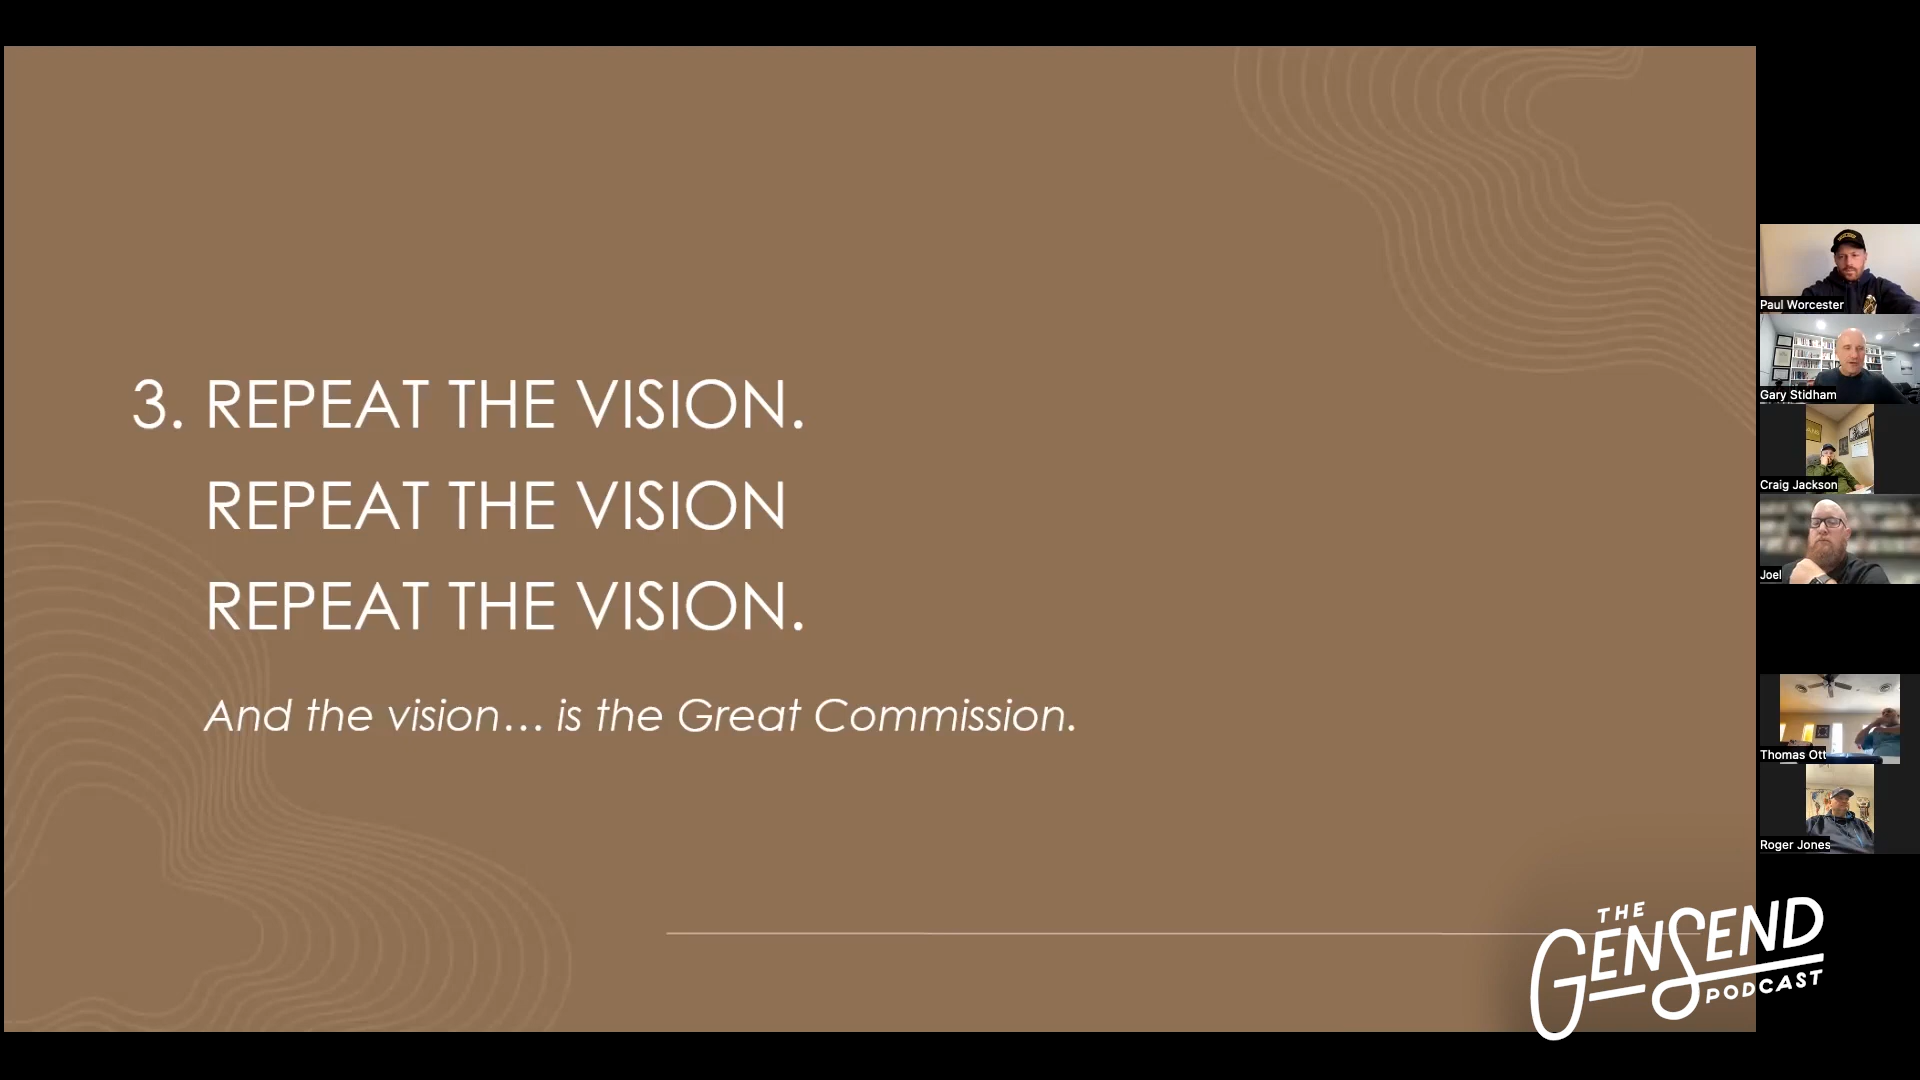 3. REPEAT THE VISION.
REPEAT THE VISION
REPEAT THE VISION.
And the vision... is the Great Commission.
Paul Worcester
Gary Stidham
Craig Jackson
Joel
Thomas Ott
Roger Jones
THE
GENSEND
PODCAST